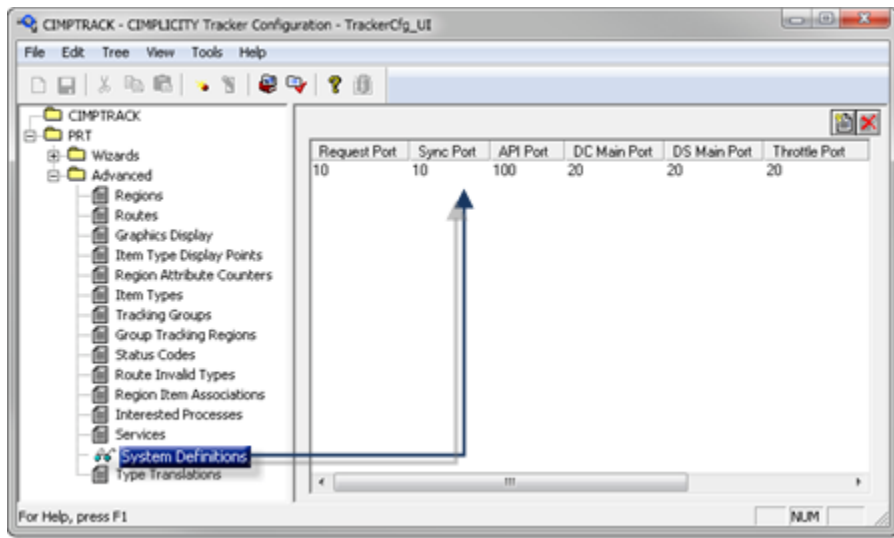 CIMPTRACK - CIMPLICITY Tracker Configuration - TrackerCfg_UI
File Edit Tree View Tools Help
CIMPTRACK
PRT
Wizards
Advanced
Regions
Routes
Graphics Display
Item Type Display Points
Region Attribute Counters
Item Types
Tracking Groups
Group Tracking Regions
Status Codes
Route Invalid Types
Region Item Associations
Interested Processes
Services
System Definitions
Type Translations
Request Port Sync Port API Port DC Main Port DS Main Port Throttle Port
10 10 100 20 20 20
For Help, press F1
NUM